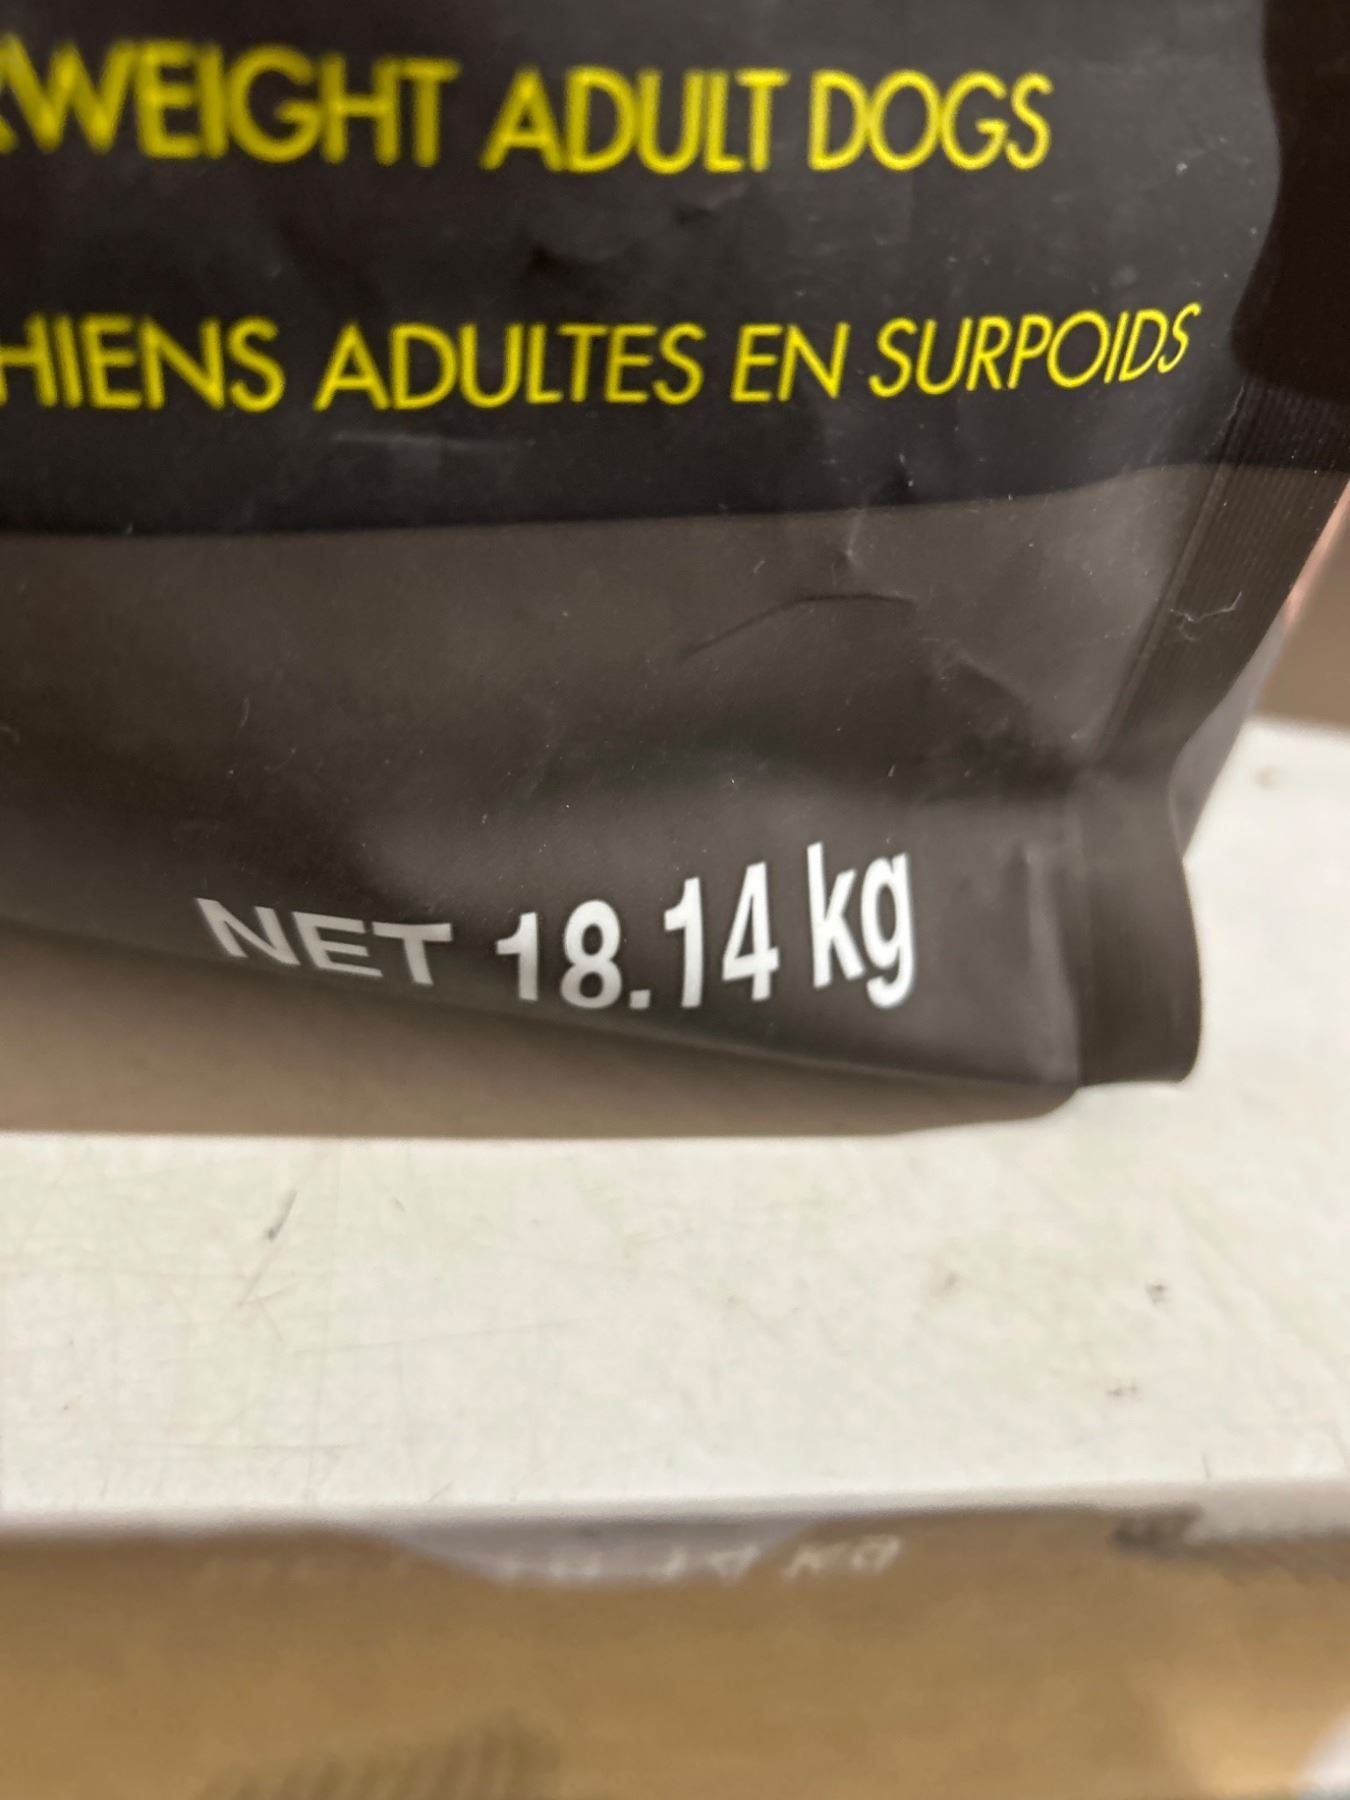 WEIGHT ADULT DOGS
HIENS ADULTES EN SURPOIDS
NET 18.14 kg